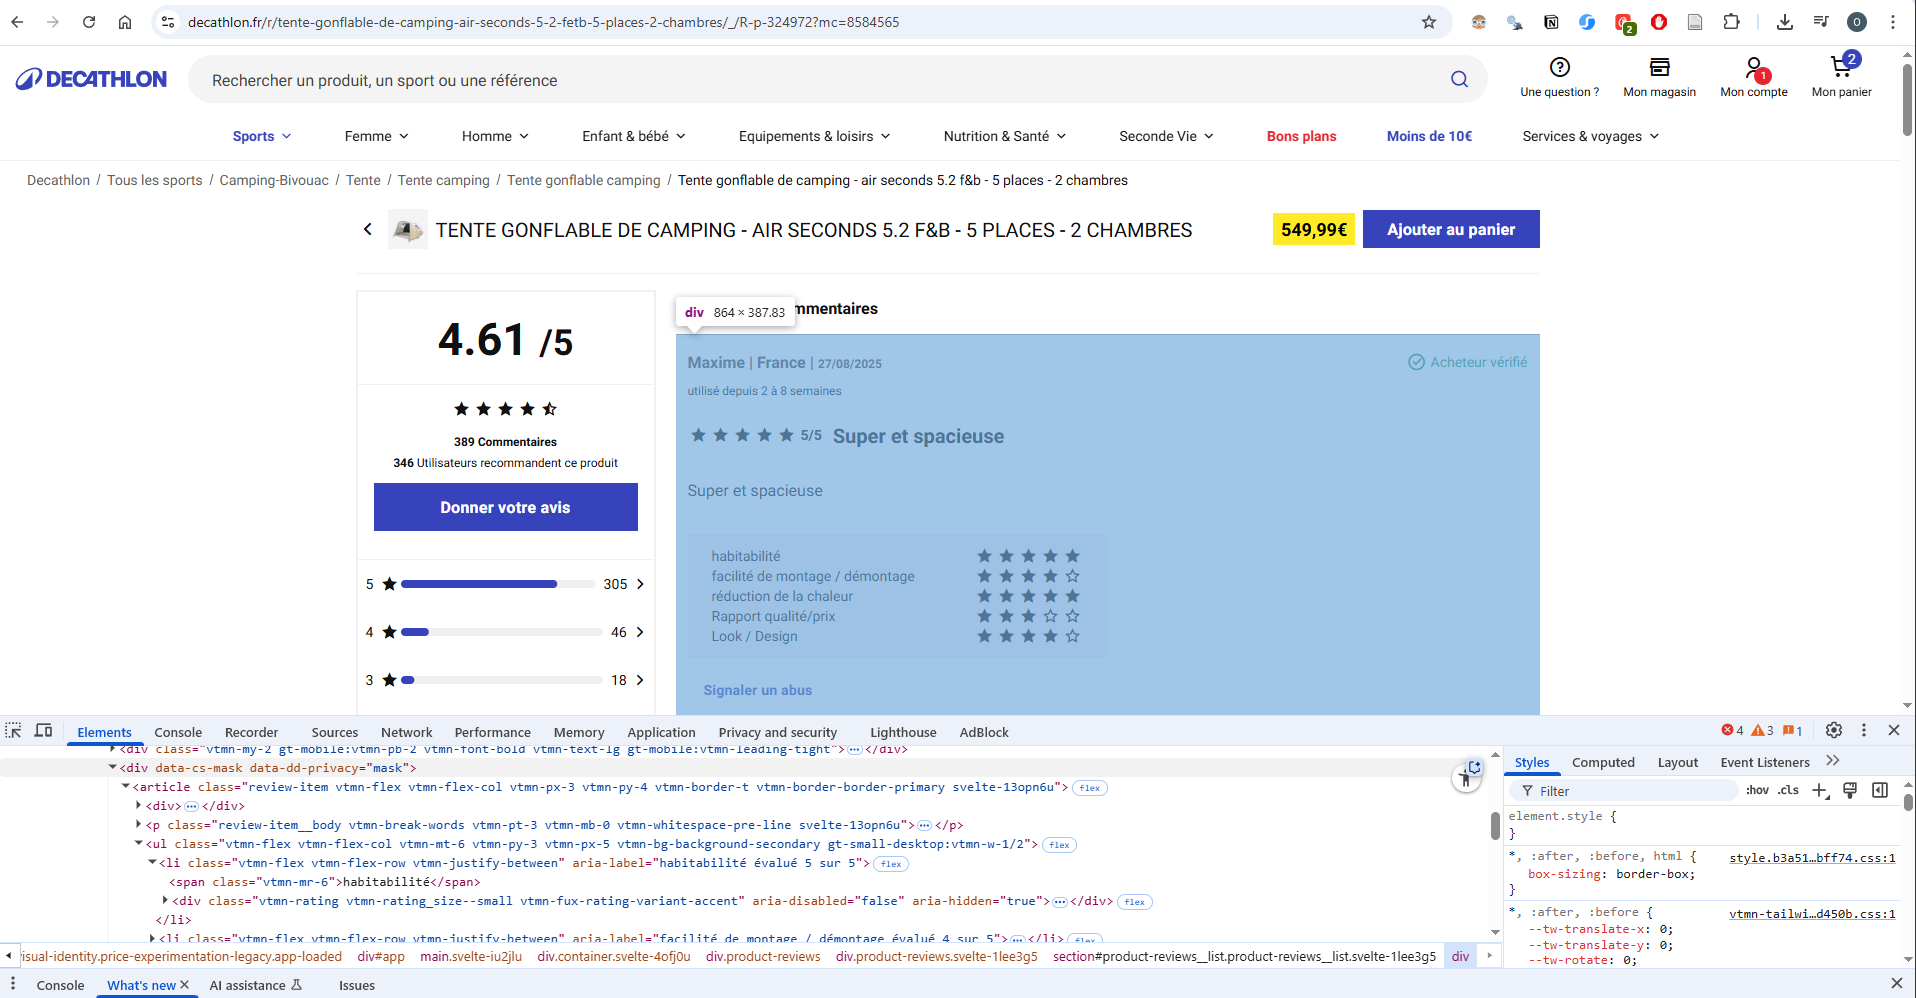 decathlon.fr/r/tente-gonflable-de-camping-air-seconds-5-2-fetb-5-places-2-chambres/_/R-p-324972?mc=8584565
2
O
DECATHLON
Rechercher un produit, un sport ou une référence
Une question ?
Mon magasin
1
Mon compte
2
Mon panier
Sports
Femme
Homme
Enfant & bébé
Equipements & loisirs
Nutrition & Santé
Seconde Vie
Bons plans
Moins de 10€
Services & voyages
Decathlon / Tous les sports / Camping-Bivouac / Tente / Tente camping / Tente gonflable camping / Tente gonflable de camping - air seconds 5.2 f&b - 5 places - 2 chambres
TENTE GONFLABLE DE CAMPING - AIR SECONDS 5.2 F&B - 5 PLACES - 2 CHAMBRES
549,99€
Ajouter au panier
4.61 /5
389 Commentaires
346 Utilisateurs recommandent ce produit
Donner votre avis
5 305
4 46
3 18
div 864 × 387.83
mmentaires
Maxime | France | 27/08/2025
Acheteur vérifié
utilisé depuis 2 à 8 semaines
5/5 Super et spacieuse
Super et spacieuse
habitabilité
facilité de montage / démontage
réduction de la chaleur
Rapport qualité/prix
Look / Design
Signaler un abus
Elements Console Recorder Sources Network Performance Memory Application Privacy and security Lighthouse AdBlock
4 3 1
<div class="vtmn-my-2 gt-mobile:vtmn-pb-2 vtmn-font-bold vtmn-text-lg gt-mobile:vtmn-leading-tight">…</div>
<div data-cs-mask data-dd-privacy="mask">
<article class="review-item vtmn-flex vtmn-flex-col vtmn-px-3 vtmn-py-4 vtmn-border-t vtmn-border-border-primary svelte-13opn6u"> flex
<div>…</div>
<p class="review-item__body vtmn-break-words vtmn-pt-3 vtmn-mb-0 vtmn-whitespace-pre-line svelte-13opn6u">…</p>
<ul class="vtmn-flex vtmn-flex-col vtmn-mt-6 vtmn-py-3 vtmn-px-5 vtmn-bg-background-secondary gt-small-desktop:vtmn-w-1/2"> flex
<li class="vtmn-flex vtmn-flex-row vtmn-justify-between" aria-label="habitabilité évalué 5 sur 5"> flex
<span class="vtmn-mr-6">habitabilité</span>
<div class="vtmn-rating vtmn-rating_size--small vtmn-fux-rating-variant-accent" aria-disabled="false" aria-hidden="true">…</div> flex
</li>
<li class="vtmn-flex vtmn-flex-row vtmn-justify-between" aria-label="facilité de montage / démontage évalué 4 sur 5">…</li> flex
isual-identity.price-experimentation-legacy.app-loaded div#app main.svelte-iu2jlu div.container.svelte-4ofj0u div.product-reviews div.product-reviews.svelte-1lee3g5 section#product-reviews__list.product-reviews__list.svelte-1lee3g5 div
Styles Computed Layout Event Listeners
Filter
:hov .cls
element.style {
}
*, :after, :before, html {
style.b3a51…bff74.css:1
box-sizing: border-box;
}
*, :after, :before {
vtmn-tailwi…d450b.css:1
--tw-translate-x: 0;
--tw-translate-y: 0;
--tw-rotate: 0;
Console What's new AI assistance Issues